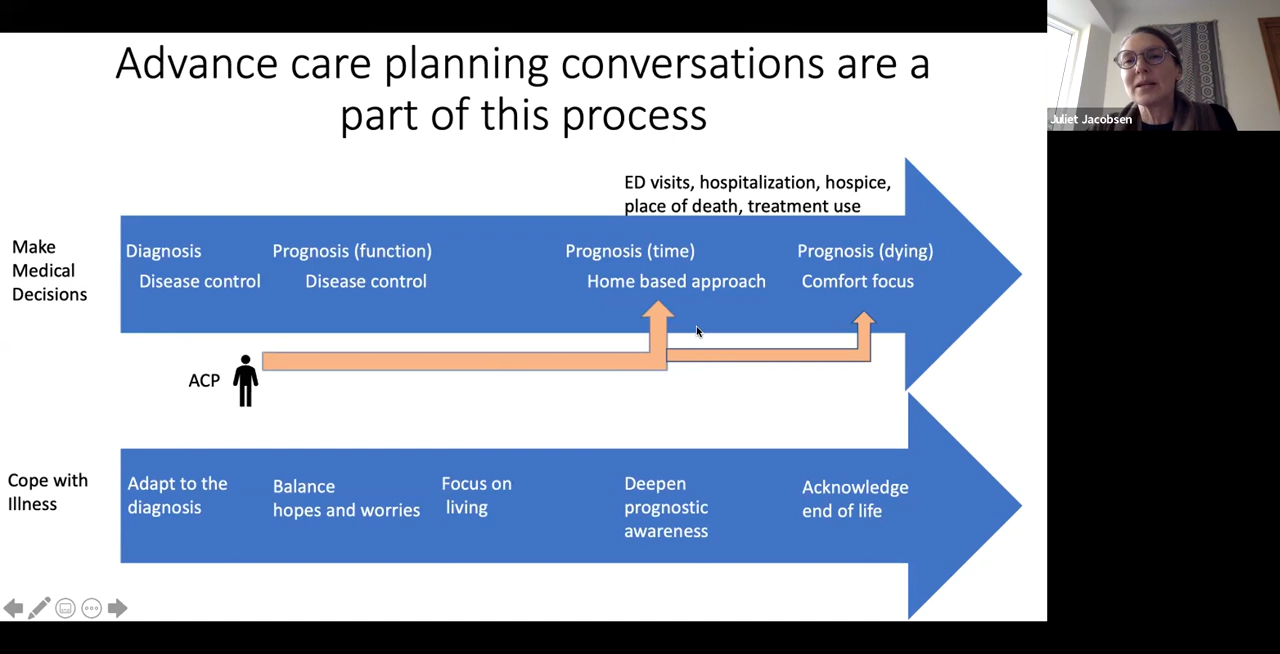 Advance care planning conversations are a
part of this process
Juliet Jacobsen
ED visits, hospitalization, hospice,
place of death, treatment use
Make
Medical
Decisions
Diagnosis
Disease control
Prognosis (function)
Disease control
Prognosis (time)
Home based approach
Prognosis (dying)
Comfort focus
ACP
Cope with
Illness
Adapt to the
diagnosis
Balance
hopes and worries
Focus on
living
Deepen
prognostic
awareness
Acknowledge
end of life